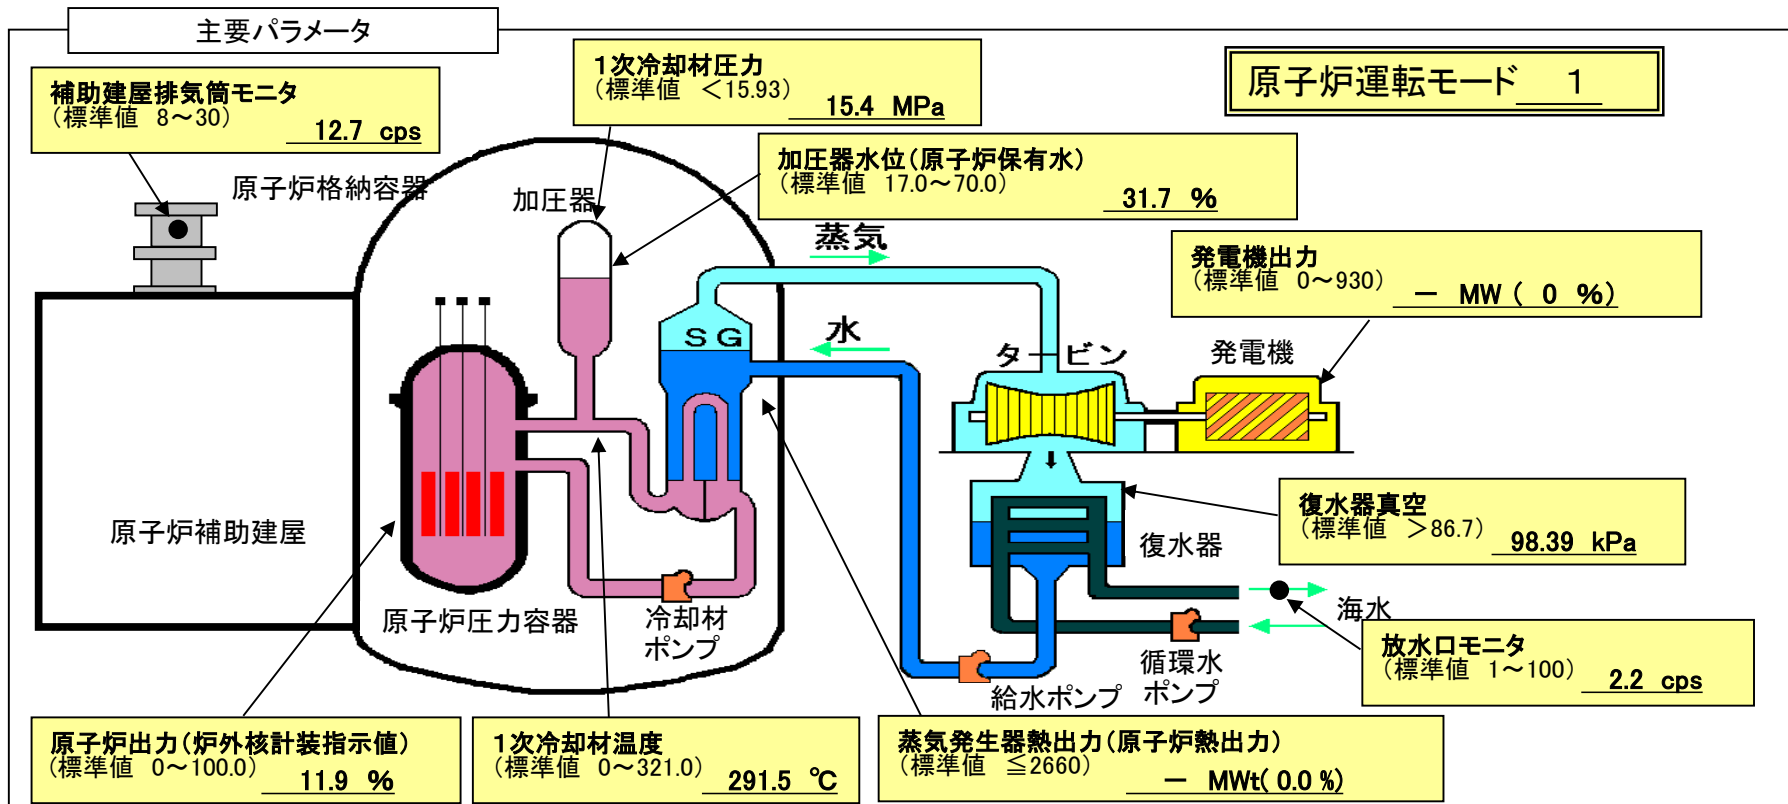 主要パラメータ
補助建屋排気筒モニタ
(標準値 8～30)
12.7 cps
1次冷却材圧力
(標準値 ＜15.93)
15.4 MPa
原子炉運転モード 1
加圧器水位(原子炉保有水)
(標準値 17.0～70.0)
31.7 %
原子炉格納容器
加圧器
蒸気
発電機出力
(標準値 0～930)
－ MW ( 0 %)
ＳＧ
水
タービン
発電機
復水器真空
(標準値 ＞86.7)
98.39 kPa
原子炉補助建屋
復水器
原子炉圧力容器
冷却材
ポンプ
海水
循環水
ポンプ
給水ポンプ
放水口モニタ
(標準値 1～100)
2.2 cps
原子炉出力(炉外核計装指示値)
(標準値 0～100.0)
11.9 %
1次冷却材温度
(標準値 0～321.0)
291.5 ℃
蒸気発生器熱出力(原子炉熱出力)
(標準値 ≦2660)
－ MWt( 0.0 %)